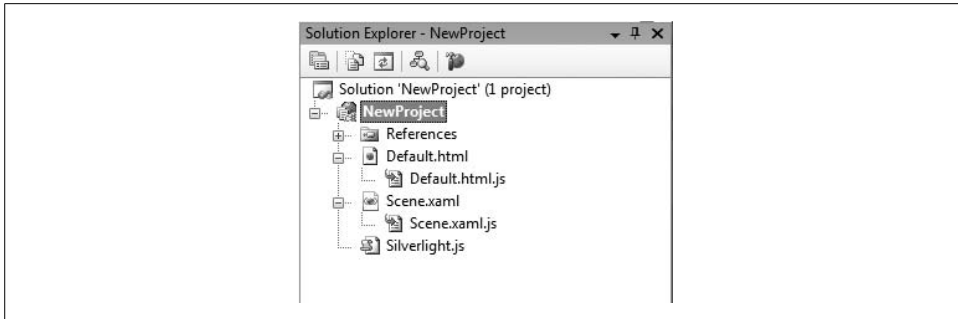 Solution Explorer - NewProject
Solution 'NewProject' (1 project)
NewProject
References
Default.html
Default.html.js
Scene.xaml
Scene.xaml.js
Silverlight.js